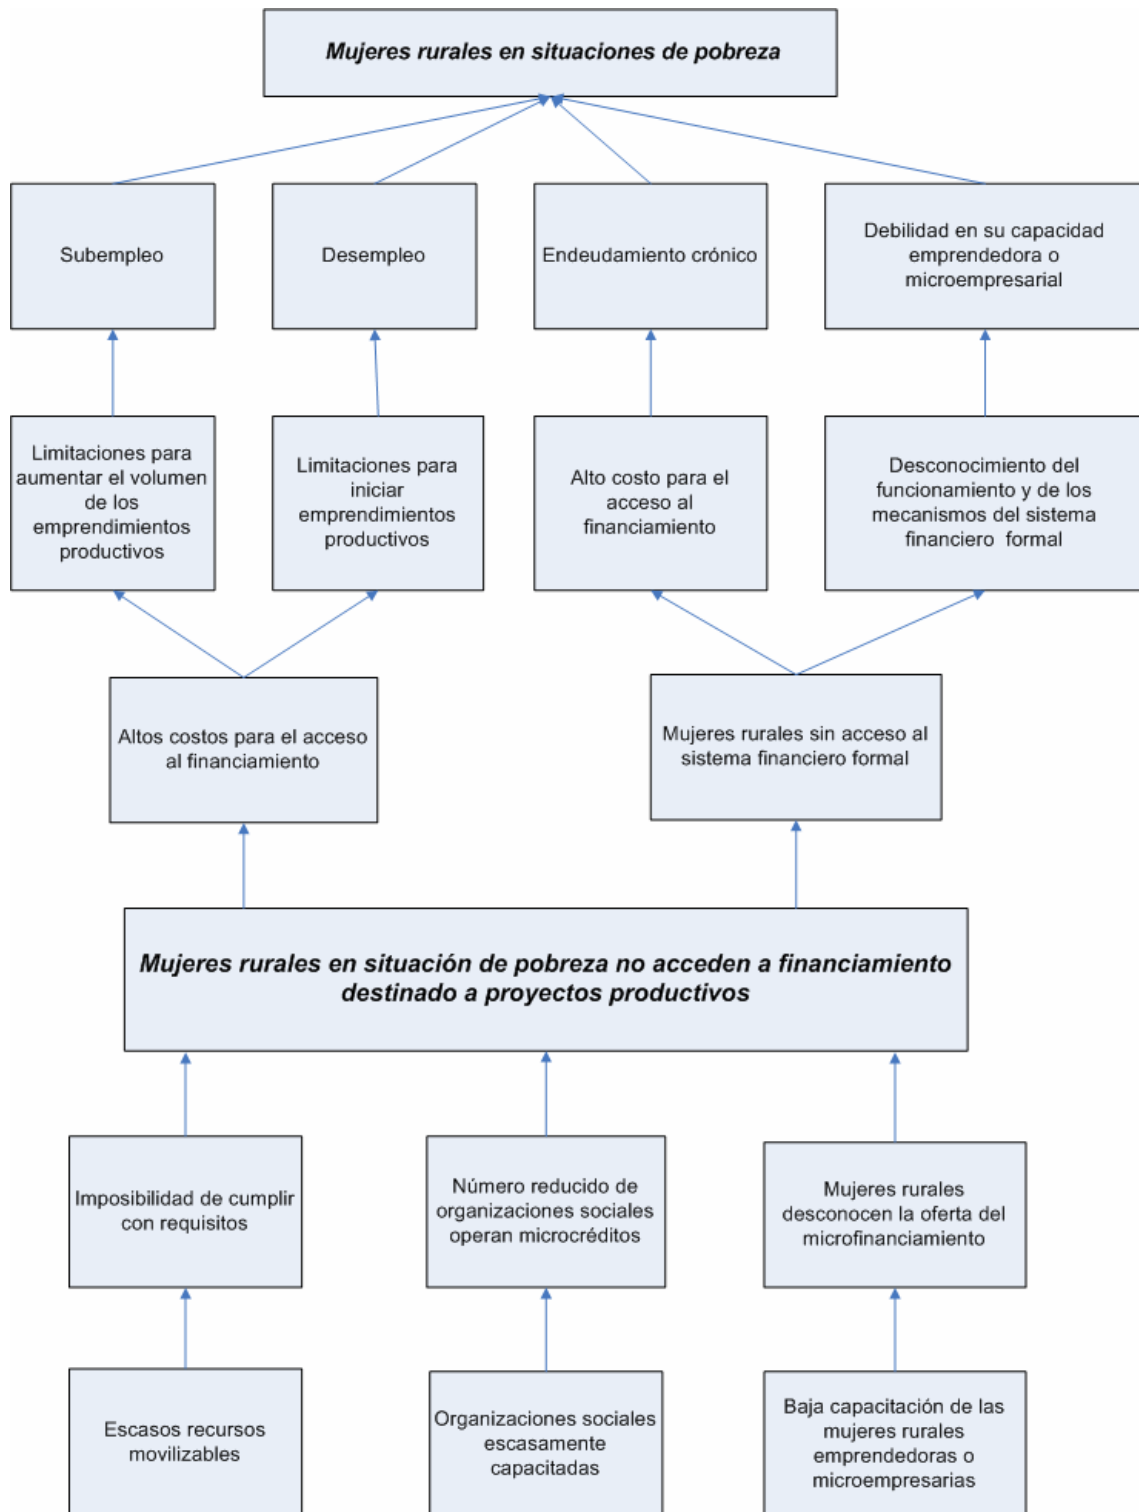 Mujeres rurales en situaciones de pobreza
Subempleo
Desempleo
Endeudamiento crónico
Debilidad en su capacidad
emprendedora o
microempresarial
Limitaciones para
aumentar el volumen
de los
emprendimientos
productivos
Limitaciones para
iniciar
emprendimientos
productivos
Alto costo para el
acceso al
financiamiento
Desconocimiento del
funcionamiento y de los
mecanismos del sistema
financiero formal
Altos costos para el acceso
al financiamiento
Mujeres rurales sin acceso al
sistema financiero formal
Mujeres rurales en situación de pobreza no acceden a financiamiento
destinado a proyectos productivos
Imposibilidad de cumplir
con requisitos
Número reducido de
organizaciones sociales
operan microcréditos
Mujeres rurales
desconocen la oferta del
microfinanciamiento
Escasos recursos
movilizables
Organizaciones sociales
escasamente
capacitadas
Baja capacitación de las
mujeres rurales
emprendedoras o
microempresarias